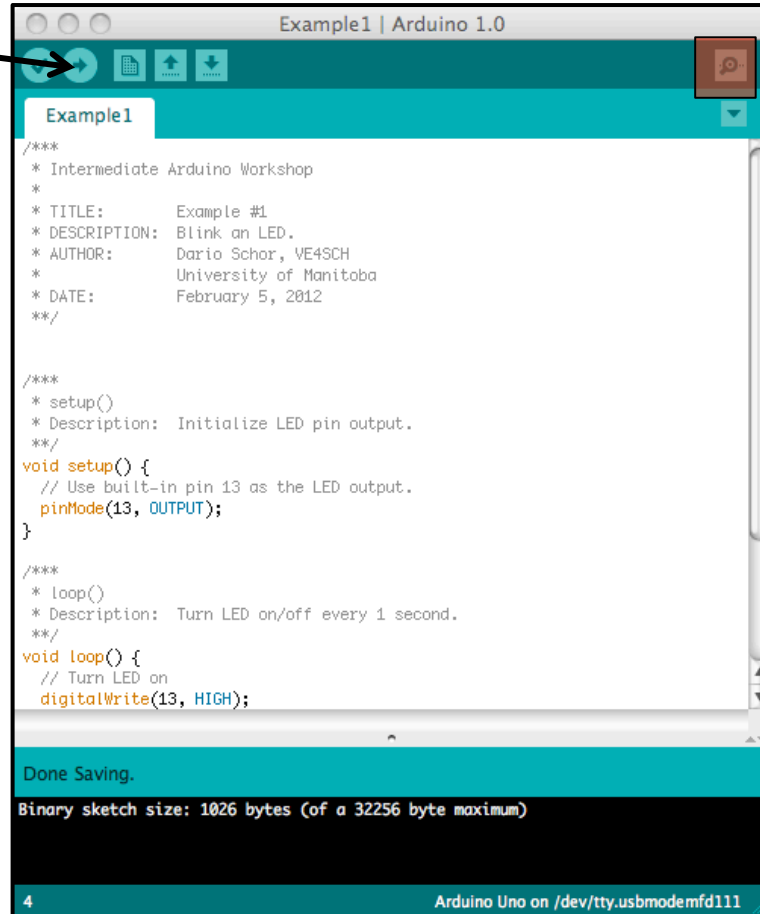 Example1 | Arduino 1.0
Example1
/***
 * Intermediate Arduino Workshop
 *
 * TITLE:       Example #1
 * DESCRIPTION: Blink an LED.
 * AUTHOR:      Dario Schor, VE4SCH
 *              University of Manitoba
 * DATE:        February 5, 2012
 **/
/***
 * setup()
 * Description:  Initialize LED pin output.
 **/
void setup() {
  // Use built-in pin 13 as the LED output.
  pinMode(13, OUTPUT);
}
/***
 * loop()
 * Description:  Turn LED on/off every 1 second.
 **/
void loop() {
  // Turn LED on
  digitalWrite(13, HIGH);
Done Saving.
Binary sketch size: 1026 bytes (of a 32256 byte maximum)
4
Arduino Uno on /dev/tty.usbmodemfd111